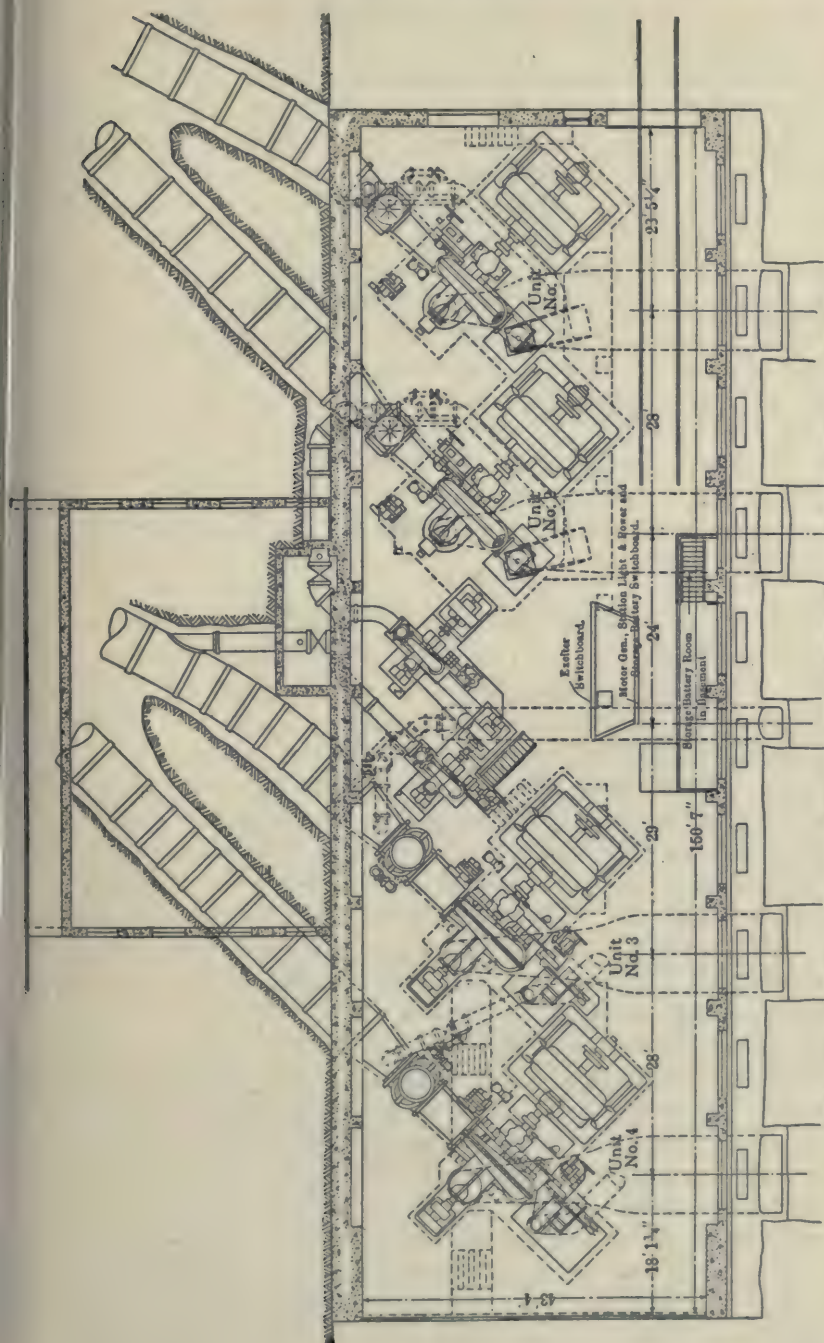 23'5¼"
Unit
No.
28'
Unit
No. 2
Exciter
Switchboard
Motor Gen., Station Light & Power and
Storage Battery Switchboard.
24'
Storage Battery Room
in Basement
29'
150' 7"
Unit
No. 3
28'
Unit
No. 4
18'1¾"
43' 4